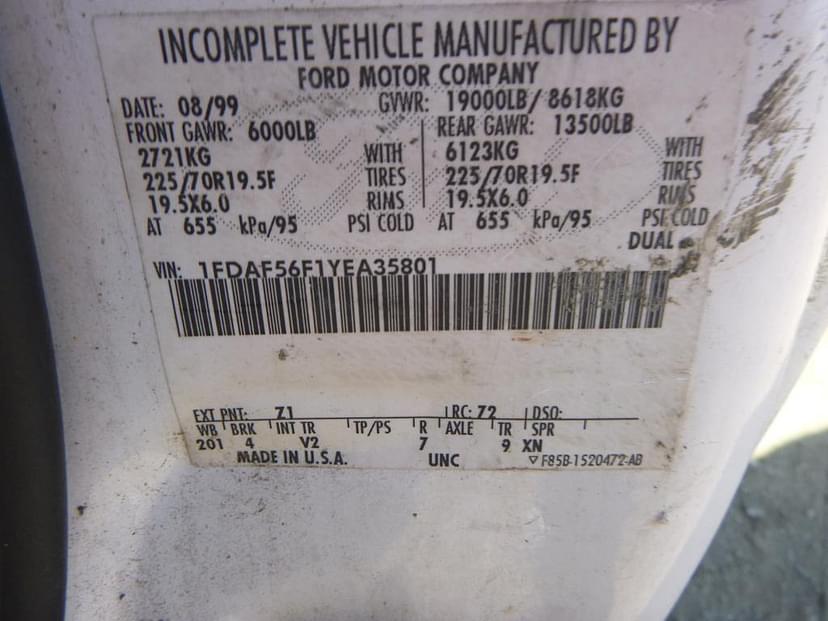 INCOMPLETE VEHICLE MANUFACTURED BY
FORD MOTOR COMPANY
DATE: 08/99 GVWR: 19000LB/ 8618KG
FRONT GAWR: 6000LB REAR GAWR: 13500LB
2721KG WITH 6123KG WITH
225/70R19.5F TIRES 225/70R19.5F TIRES
19.5X6.0 RIMS 19.5X6.0 RIMS
AT 655 kPa/95 PSI COLD AT 655 kPa/95 PSI COLD
DUAL
VIN: 1FDAF56F1YEA35801
EXT PNT: Z1 RC: 72 DSO:
WB BRK INT TR TP/PS R AXLE TR SPR
201 4 V2 7 9 XN
MADE IN U.S.A. UNC ▽F85B-1520472-AB